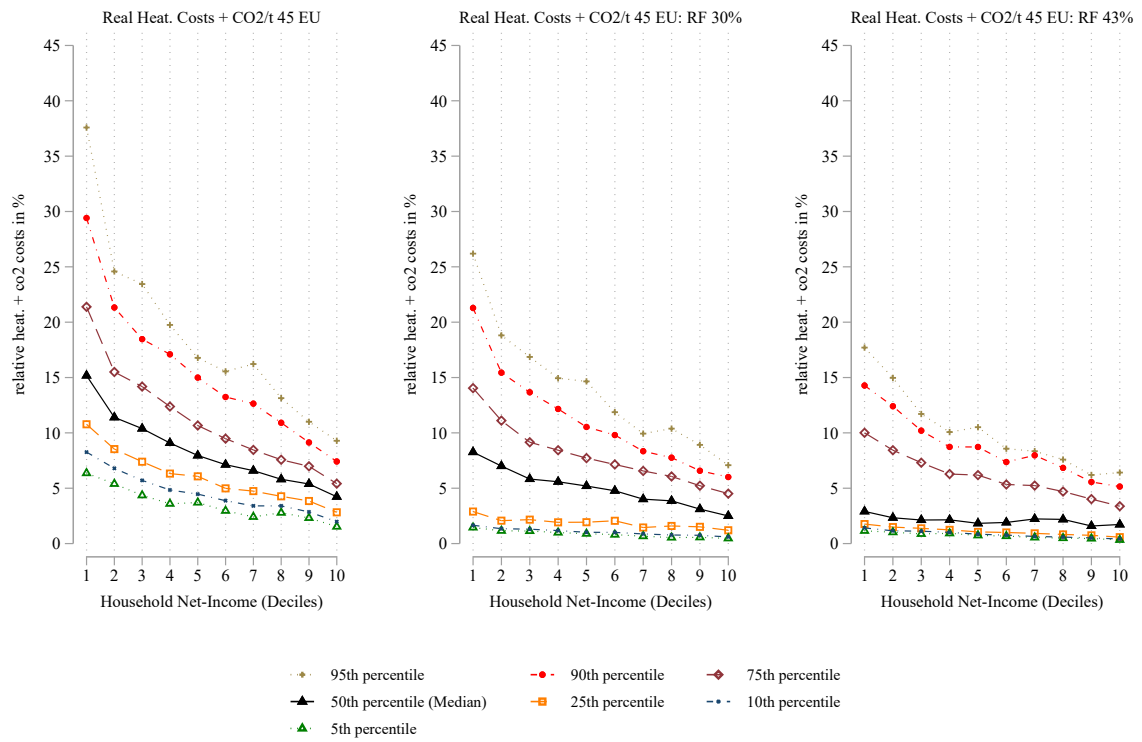 Real Heat. Costs + CO2/t 45 EU
45
40
35
30
25
20
15
10
5
0
relative heat. + co2 costs in %
1 2 3 4 5 6 7 8 9 10
Household Net-Income (Deciles)
Real Heat. Costs + CO2/t 45 EU: RF 30%
45
40
35
30
25
20
15
10
5
0
relative heat. + co2 costs in %
1 2 3 4 5 6 7 8 9 10
Household Net-Income (Deciles)
Real Heat. Costs + CO2/t 45 EU: RF 43%
45
40
35
30
25
20
15
10
5
0
relative heat. + co2 costs in %
1 2 3 4 5 6 7 8 9 10
Household Net-Income (Deciles)
95th percentile 90th percentile 75th percentile
50th percentile (Median) 25th percentile 10th percentile
5th percentile